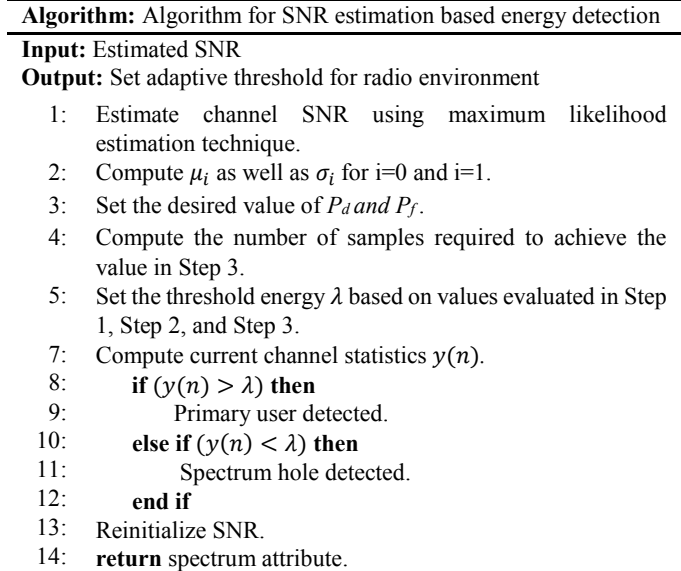 Algorithm: Algorithm for SNR estimation based energy detection
Input: Estimated SNR
Output: Set adaptive threshold for radio environment
1: Estimate channel SNR using maximum likelihood
estimation technique.
2: Compute 𝜇𝑖 as well as 𝜎𝑖 for i=0 and i=1.
3: Set the desired value of Pd and Pf.
4: Compute the number of samples required to achieve the
value in Step 3.
5: Set the threshold energy 𝜆 based on values evaluated in Step
1, Step 2, and Step 3.
7: Compute current channel statistics 𝑦(𝑛).
8: if (𝑦(𝑛) > 𝜆) then
9: Primary user detected.
10: else if (𝑦(𝑛) < 𝜆) then
11: Spectrum hole detected.
12: end if
13: Reinitialize SNR.
14: return spectrum attribute.